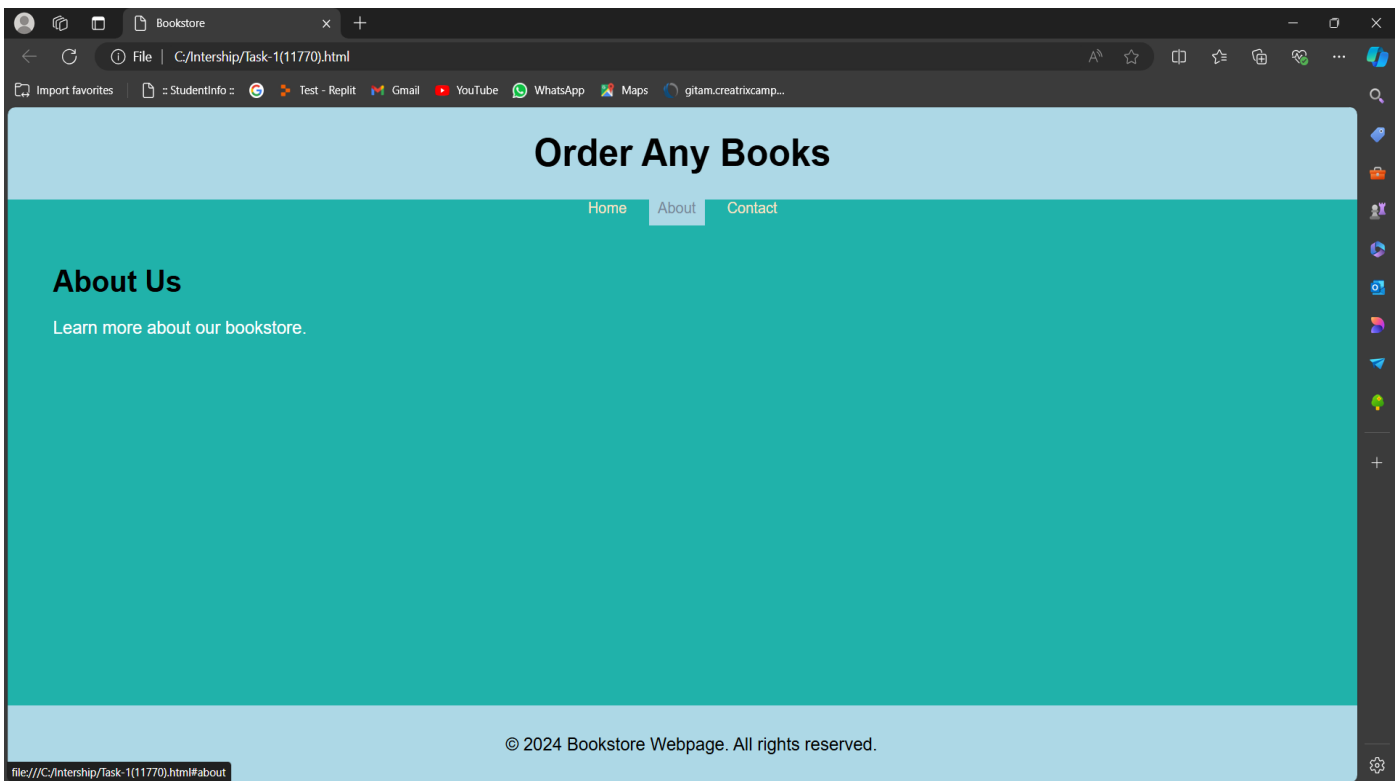 Bookstore
File | C:/Intership/Task-1(11770).html
Import favorites :: StudentInfo :: Test - Replit Gmail YouTube WhatsApp Maps gitam.creatrixcamp...
Order Any Books
Home About Contact
About Us
Learn more about our bookstore.
© 2024 Bookstore Webpage. All rights reserved.
file:///C:/Intership/Task-1(11770).html#about